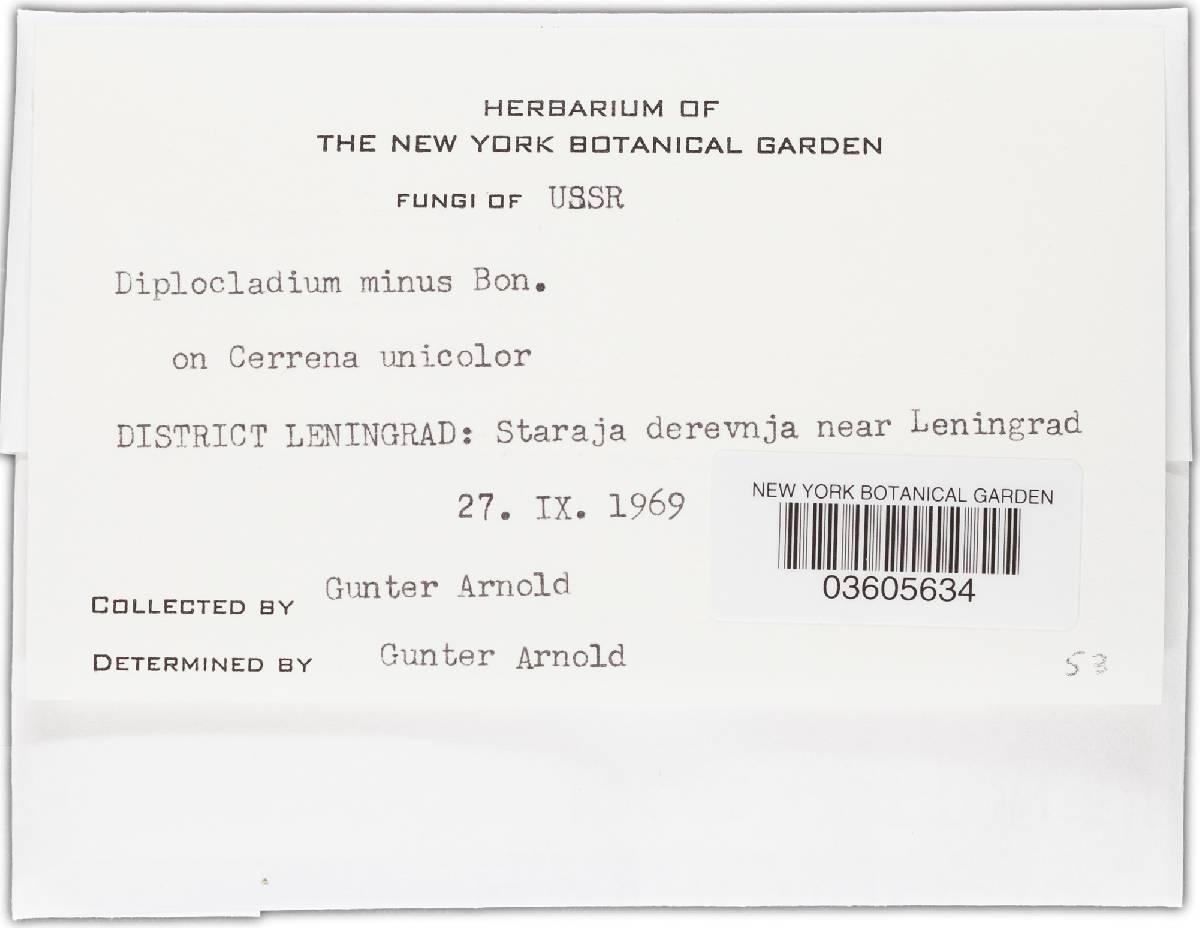 HERBARIUM OF
THE NEW YORK BOTANICAL GARDEN
FUNGI OF USSR
Diplocladium minus Bon.
on Cerrena unicolor
DISTRICT LENINGRAD: Staraja derevnja near Leningrad
27. IX. 1969
NEW YORK BOTANICAL GARDEN
03605634
COLLECTED BY Gunter Arnold
DETERMINED BY Gunter Arnold
53